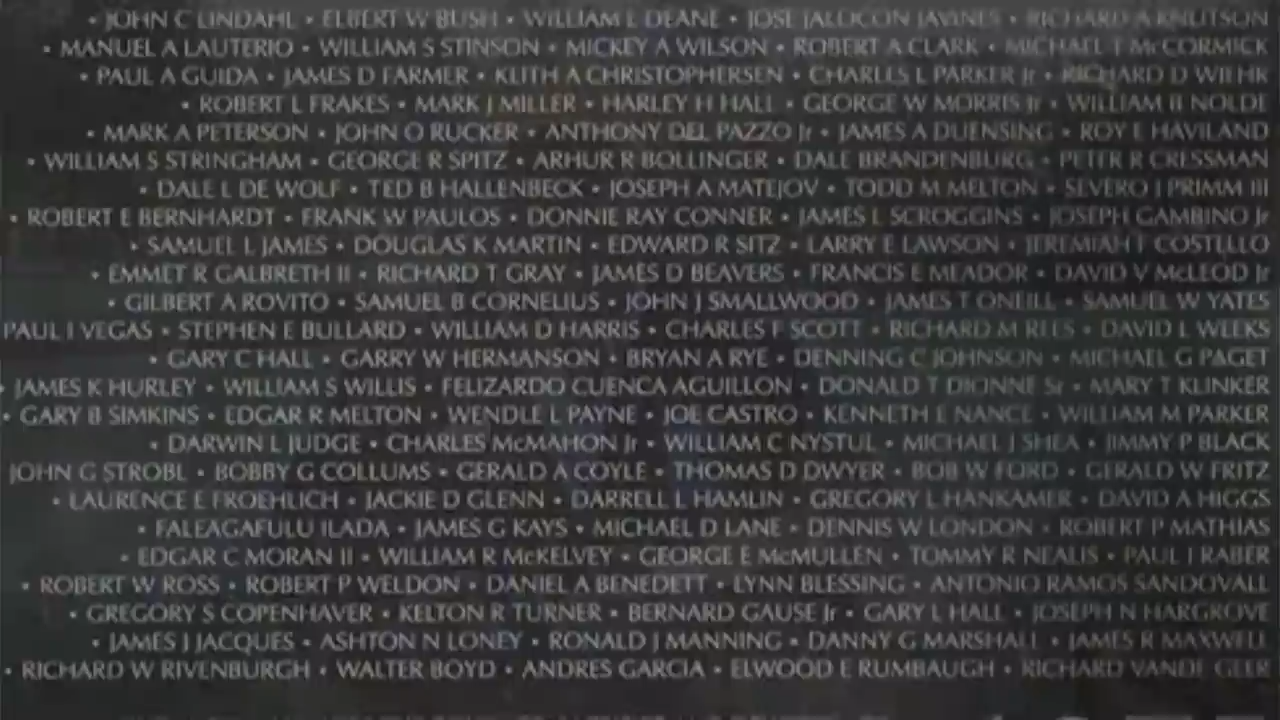 • JOHN C LINDAHL • ELBERT W BUSH • WILLIAM L DEANE • JOSE JALOCON JAVINES • RICHARD A KNUTSON
• MANUEL A LAUTERIO • WILLIAM S STINSON • MICKEY A WILSON • ROBERT A CLARK • MICHAEL T McCORMICK
• PAUL A GUIDA • JAMES D FARMER • KEITH A CHRISTOPHERSEN • CHARLES L PARKER Jr • RICHARD D WIEHR
• ROBERT L FRAKES • MARK J MILLER • HARLEY H HALL • GEORGE W MORRIS Jr • WILLIAM B NOLDE
• MARK A PETERSON • JOHN O RUCKER • ANTHONY DEL PAZZO Jr • JAMES A DUENSING • ROY E HAVILAND
• WILLIAM S STRINGHAM • GEORGE R SPITZ • ARHUR R BOLLINGER • DALE BRANDENBURG • PETER R CRESSMAN
• DALE L DE WOLF • TED B HALLENBECK • JOSEPH A MATEJOV • TODD M MELTON • SEVERO J PRIMM III
• ROBERT E BERNHARDT • FRANK W PAULOS • DONNIE RAY CONNER • JAMES L SCROGGINS • JOSEPH GAMBINO Jr
• SAMUEL L JAMES • DOUGLAS K MARTIN • EDWARD R SITZ • LARRY E LAWSON • JEREMIAH F COSTELLO
• EMMET R GALBRETH II • RICHARD T GRAY • JAMES D BEAVERS • FRANCIS E MEADOR • DAVID V McLEOD Jr
• GILBERT A ROVITO • SAMUEL B CORNELIUS • JOHN J SMALLWOOD • JAMES T ONEILL • SAMUEL W YATES
PAUL J VEGAS • STEPHEN E BULLARD • WILLIAM D HARRIS • CHARLES F SCOTT • RICHARD M REES • DAVID L WEEKS
• GARY C HALL • GARRY W HERMANSON • BRYAN A RYE • DENNING C JOHNSON • MICHAEL G PAGET
• JAMES K HURLEY • WILLIAM S WILLIS • FELIZARDO CUENCA AGUILLON • DONALD T DIONNE Sr • MARY T KLINKER
• GARY B SIMKINS • EDGAR R MELTON • WENDLE L PAYNE • JOE CASTRO • KENNETH E NANCE • WILLIAM M PARKER
• DARWIN L JUDGE • CHARLES McMAHON Jr • WILLIAM C NYSTUL • MICHAEL J SHEA • JIMMY P BLACK
JOHN G STROBL • BOBBY G COLLUMS • GERALD A COYLE • THOMAS D DWYER • BOB W FORD • GERALD W FRITZ
• LAURENCE E FROEHLICH • JACKIE D GLENN • DARRELL L HAMLIN • GREGORY L HANKAMER • DAVID A HIGGS
• FALEAGAFULU ILAOA • JAMES G KAYS • MICHAEL D LANE • DENNIS W LONDON • ROBERT P MATHIAS
• EDGAR C MORAN II • WILLIAM R McKELVEY • GEORGE E McMULLEN • TOMMY R NEALIS • PAUL J RABER
• ROBERT W ROSS • ROBERT P WELDON • DANIEL A BENEDETT • LYNN BLESSING • ANTONIO RAMOS SANDOVALL
• GREGORY S COPENHAVER • KELTON R TURNER • BERNARD GAUSE Jr • GARY L HALL • JOSEPH N HARGROVE
• JAMES J JACQUES • ASHTON N LONEY • RONALD J MANNING • DANNY G MARSHALL • JAMES R MAXWELL
• RICHARD W RIVENBURGH • WALTER BOYD • ANDRES GARCIA • ELWOOD E RUMBAUGH • RICHARD VANDE GEER